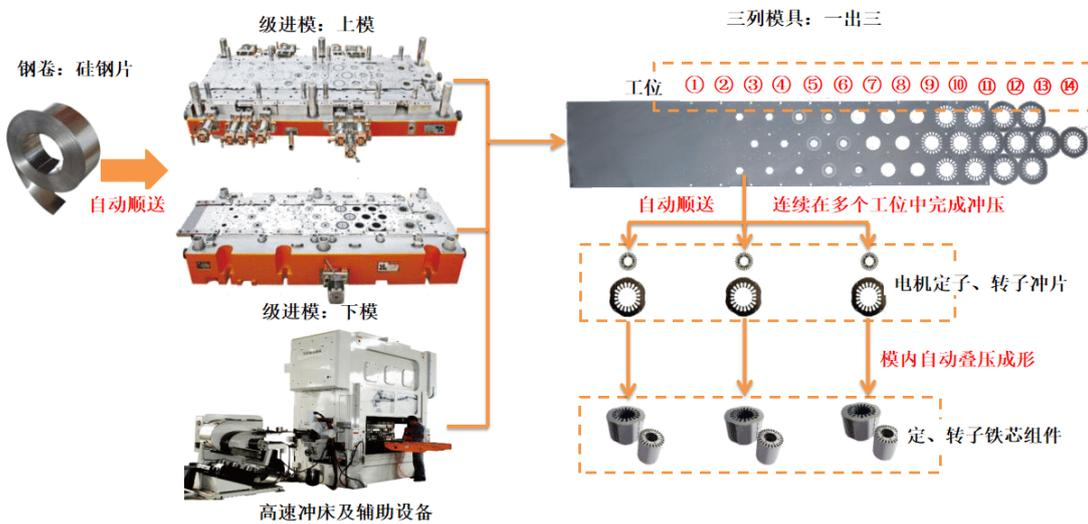 级进模：上模
三列模具：一出三
钢卷：硅钢片
工位 ① ② ③ ④ ⑤ ⑥ ⑦ ⑧ ⑨ ⑩ ⑪ ⑫ ⑬ ⑭
自动顺送
自动顺送
连续在多个工位中完成冲压
电机定子、转子冲片
级进模：下模
模内自动叠压成形
定、转子铁芯组件
高速冲床及辅助设备